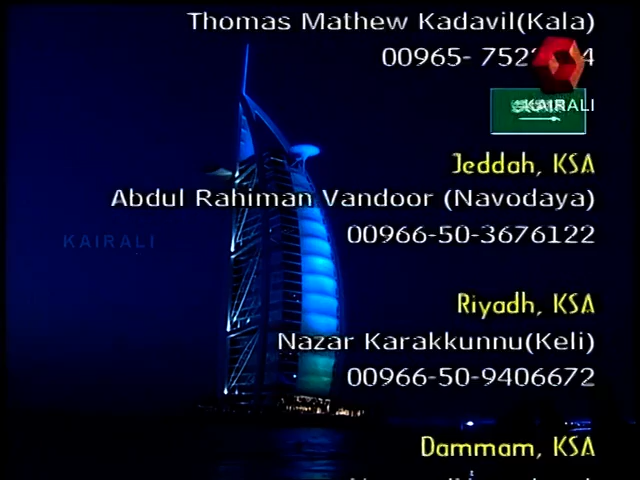 Thomas Mathew Kadavil(Kala)
00965-
KAIRALI
Jeddah, KSA
Abdul Rahiman Vandoor (Navodaya)
00966-50-3676122
KAIRALI
Riyadh, KSA
Nazar Karakkunnu(Keli)
00966-50-9406672
Dammam, KSA